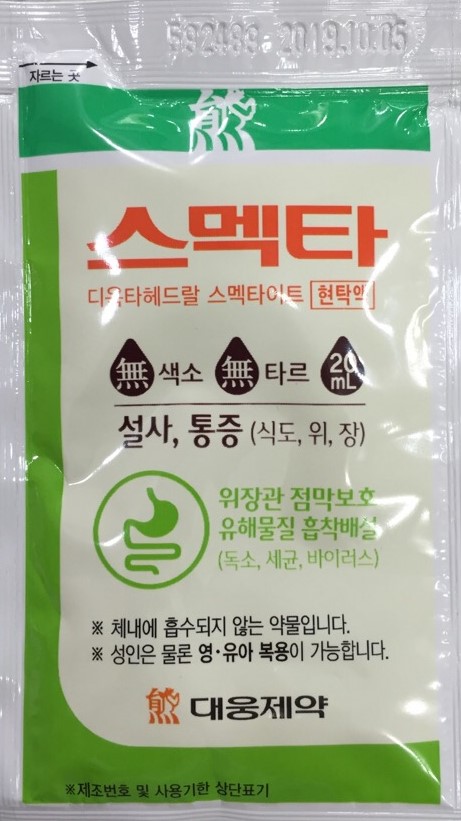 592483 2019.10.05
자르는 곳
熊
스멕타
디옥타헤드랄 스멕타이트 현탁액
無 색소 無 타르 20 mL
설사, 통증 (식도, 위, 장)
위장관 점막보호
유해물질 흡착배설
(독소, 세균, 바이러스)
※ 체내에 흡수되지 않는 약물입니다.
※ 성인은 물론 영·유아 복용이 가능합니다.
熊 대웅제약
※제조번호 및 사용기한 상단표기